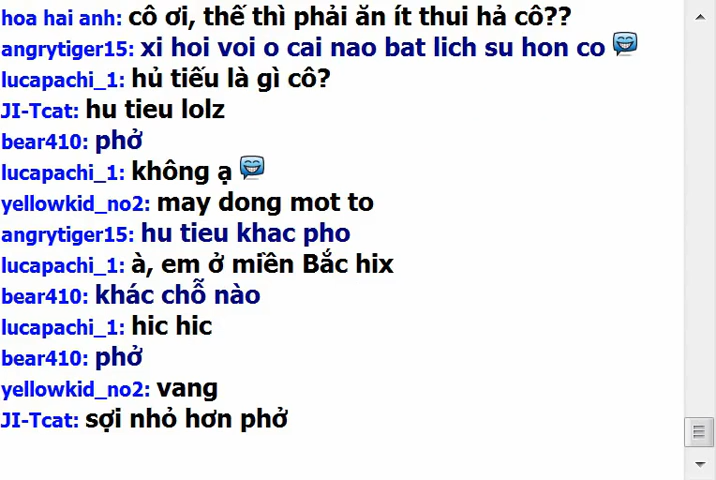 hoa hai anh: cô ơi, thế thì phải ăn ít thui hả cô??
angrytiger15: xi hoi voi o cai nao bat lich su hon co
lucapachi_1: hủ tiếu là gì cô?
JI-Tcat: hu tieu lolz
bear410: phở
lucapachi_1: không ạ
yellowkid_no2: may dong mot to
angrytiger15: hu tieu khac pho
lucapachi_1: à, em ở miền Bắc hix
bear410: khác chỗ nào
lucapachi_1: hic hic
bear410: phở
yellowkid_no2: vang
JI-Tcat: sợi nhỏ hơn phở